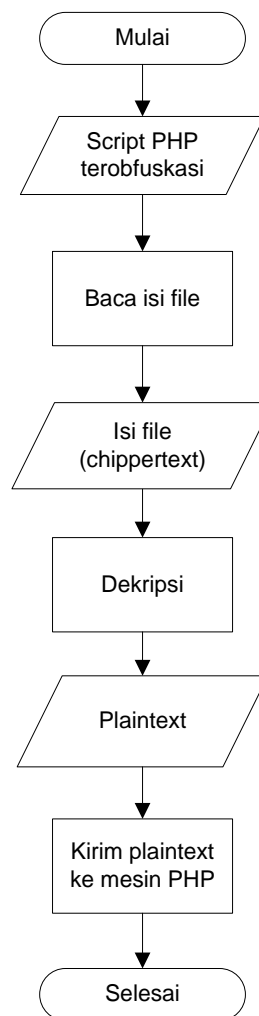 Mulai
Script PHP
terobfuskasi
Baca isi file
Isi file
(chippertext)
Dekripsi
Plaintext
Kirim plaintext
ke mesin PHP
Selesai